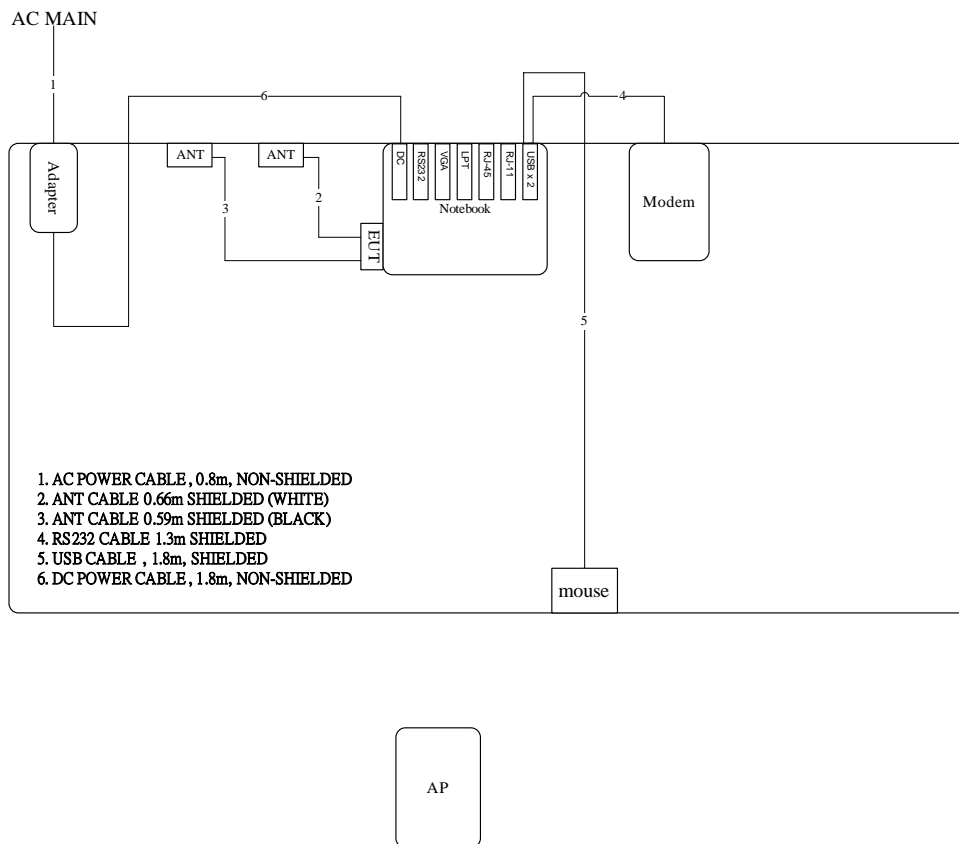 AC MAIN
1
6
4
Adapter
ANT
ANT
DC
RS232
VGA
LPT
RJ-45
RJ-11
USB x 2
Notebook
Modem
3
2
EUT
5
1. AC POWER CABLE , 0.8m, NON-SHIELDED
2. ANT CABLE 0.66m SHIELDED (WHITE)
3. ANT CABLE 0.59m SHIELDED (BLACK)
4. RS232 CABLE 1.3m SHIELDED
5. USB CABLE , 1.8m, SHIELDED
6. DC POWER CABLE , 1.8m, NON-SHIELDED
mouse
AP